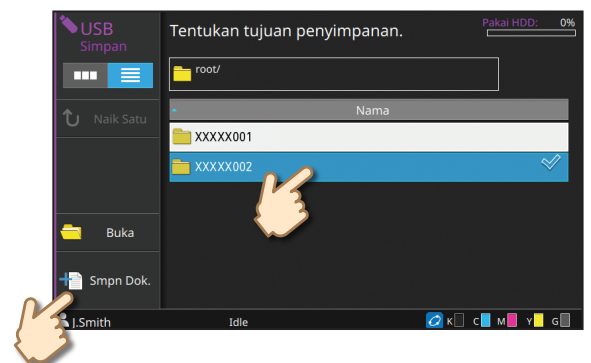 USB
Simpan
Tentukan tujuan penyimpanan.
Pakai HDD: 0%
root/
Naik Satu
Nama
XXXXX001
XXXXX002
Buka
Smpn Dok.
J.Smith
Idle
K C M Y G